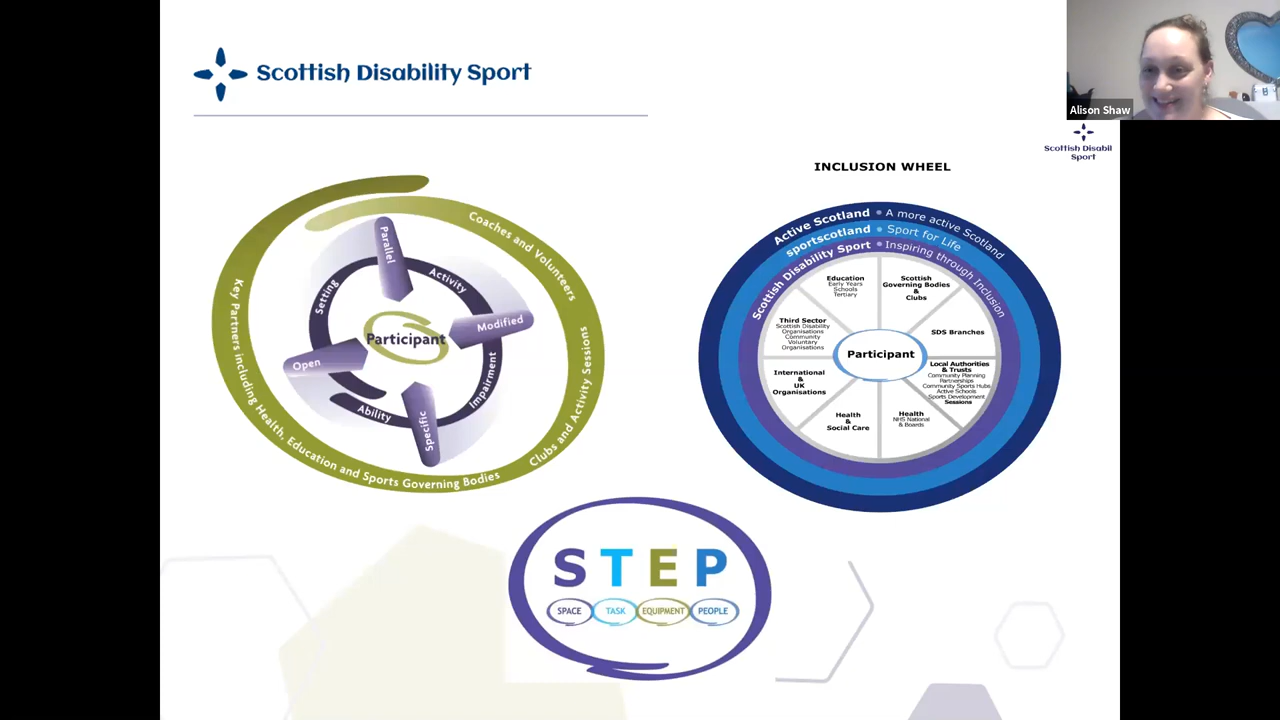 Scottish Disability Sport
Alison Shaw
Scottish Disabil
Sport
Parallel
Activity
Modified
Impairment
Specific
Ability
Open
Setting
Participant
Coaches and Volunteers
Clubs and Activity Sessions
Key Partners including Health, Education and Sports Governing Bodies
INCLUSION WHEEL
Active Scotland • A more active Scotland
sportscotland • Sport for Life
Scottish Disability Sport • Inspiring through Inclusion
Education
Early Years
Schools
Tertiary
Scottish
Governing Bodies
&
Clubs
Third Sector
Scottish Disability
Organisations
Community
Voluntary
Organisations
SDS Branches
Participant
International
&
UK
Organisations
Local Authorities
& Trusts
Community Planning
Partnerships
Community Sports Hubs
Active Schools
Sports Development
Sessions
Health
&
Social Care
Health
NHS National
& Boards
STEP
SPACE TASK EQUIPMENT PEOPLE